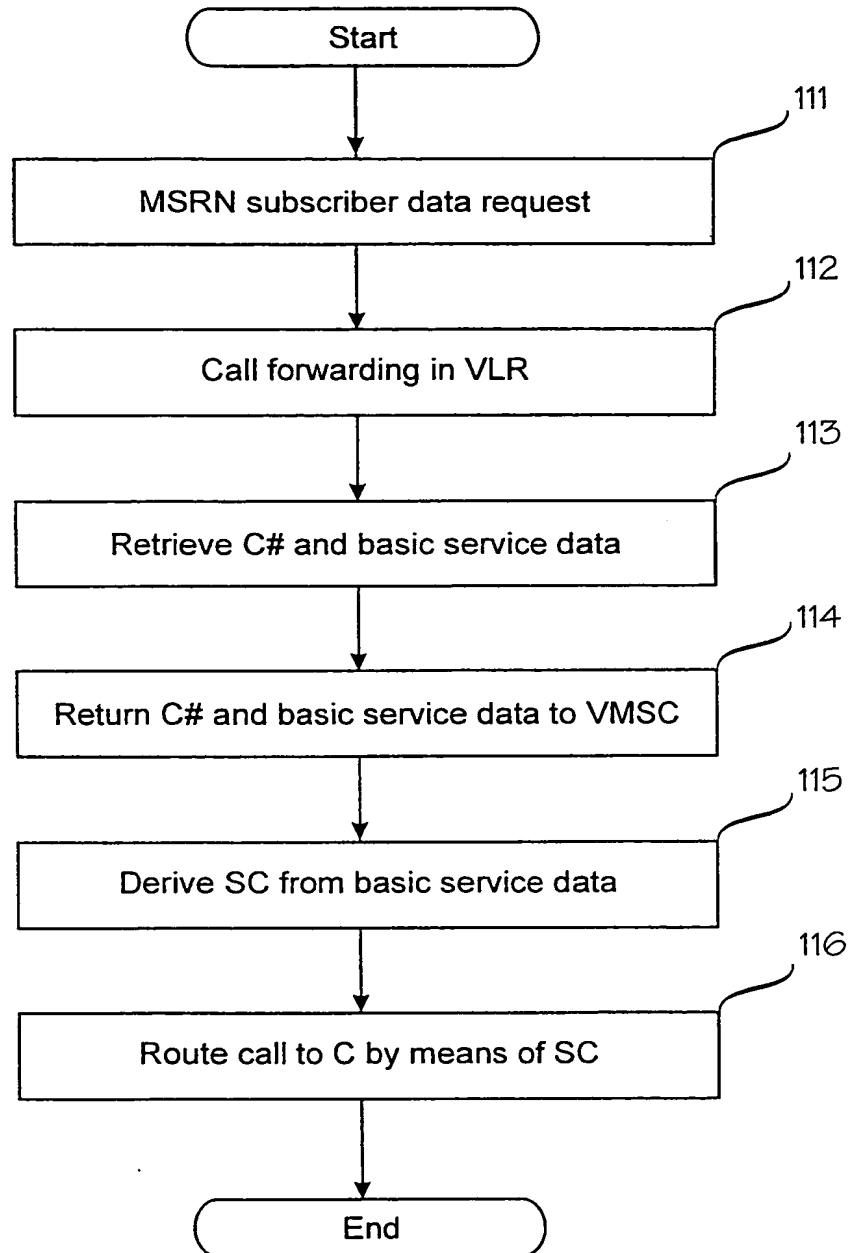 Start
111
MSRN subscriber data request
112
Call forwarding in VLR
113
Retrieve C# and basic service data
114
Return C# and basic service data to VMSC
115
Derive SC from basic service data
116
Route call to C by means of SC
End